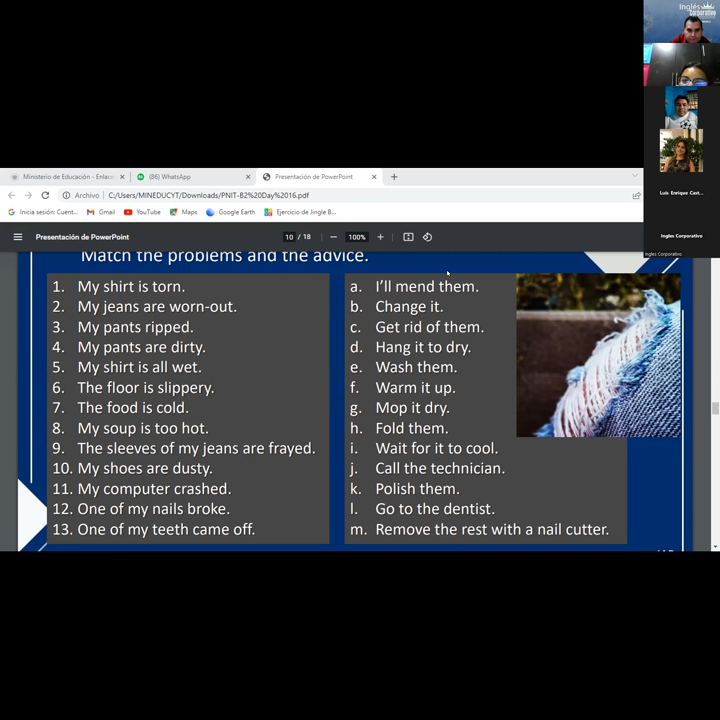 Inglés
corporativo
Ministerio de Educación - Enlac
(86) WhatsApp
Presentación de PowerPoint
Archivo
C:/Users/MINEDUCYT/Downloads/PNIT-B2%20Day%2016.pdf
Inicia sesión: Cuent...
Gmail
YouTube
Maps
Google Earth
Ejercicio de Jingle B...
Luis Enrique Cast...
Ingles Corporativo
Ingles Corporativo
Presentación de PowerPoint
10 / 18
100%
Match the problems and the advice.
1. My shirt is torn.
2. My jeans are worn-out.
3. My pants ripped.
4. My pants are dirty.
5. My shirt is all wet.
6. The floor is slippery.
7. The food is cold.
8. My soup is too hot.
9. The sleeves of my jeans are frayed.
10. My shoes are dusty.
11. My computer crashed.
12. One of my nails broke.
13. One of my teeth came off.
a. I'll mend them.
b. Change it.
c. Get rid of them.
d. Hang it to dry.
e. Wash them.
f. Warm it up.
g. Mop it dry.
h. Fold them.
i. Wait for it to cool.
j. Call the technician.
k. Polish them.
l. Go to the dentist.
m. Remove the rest with a nail cutter.